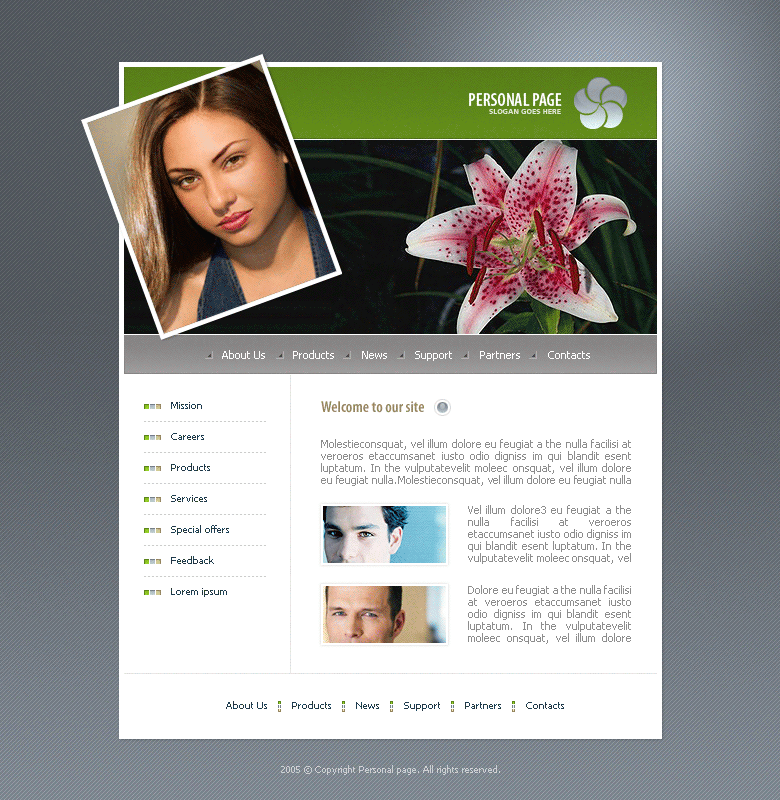 PERSONAL PAGE
SLOGAN GOES HERE
About Us Products News Support Partners Contacts
Mission
Careers
Products
Services
Special offers
Feedback
Lorem ipsum
Welcome to our site
Molestieconsquat, vel illum dolore eu feugiat a the nulla facilisi at
veroeros etaccumsanet iusto odio digniss im qui blandit esent
luptatum. In the vulputatevelit moleec onsquat, vel illum dolore
eu feugiat nulla.Molestieconsquat, vel illum dolore eu feugiat nulla
Vel illum dolore3 eu feugiat a the
nulla facilisi at veroeros
etaccumsanet iusto odio digniss im
qui blandit esent luptatum. In the
vulputatevelit moleec onsquat, vel
Dolore eu feugiat a the nulla facilisi
at veroeros etaccumsanet iusto
odio digniss im qui blandit esent
luptatum. In the vulputatevelit
moleec onsquat, vel illum dolore
About Us Products News Support Partners Contacts
2005 © Copyright Personal page. All rights reserved.